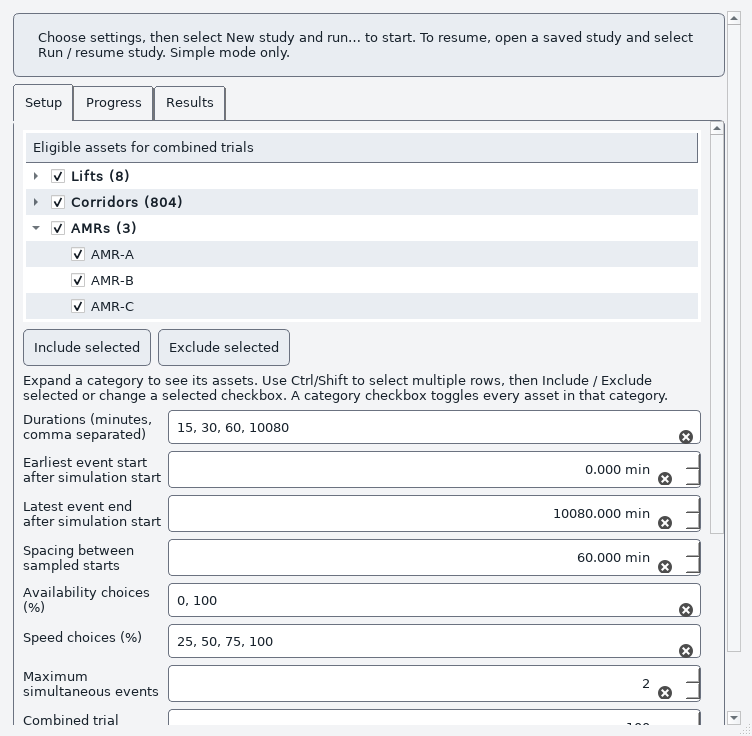 Choose settings, then select New study and run... to start. To resume, open a saved study and select
Run / resume study. Simple mode only.
Setup
Progress
Results
Eligible assets for combined trials
Lifts (8)
Corridors (804)
AMRs (3)
AMR-A
AMR-B
AMR-C
Include selected
Exclude selected
Expand a category to see its assets. Use Ctrl/Shift to select multiple rows, then Include / Exclude
selected or change a selected checkbox. A category checkbox toggles every asset in that category.
Durations (minutes,
comma separated)
15, 30, 60, 10080
Earliest event start
after simulation start
0.000 min
Latest event end
after simulation start
10080.000 min
Spacing between
sampled starts
60.000 min
Availability choices
(%)
0, 100
Speed choices (%)
25, 50, 75, 100
Maximum
simultaneous events
2
Combined trial